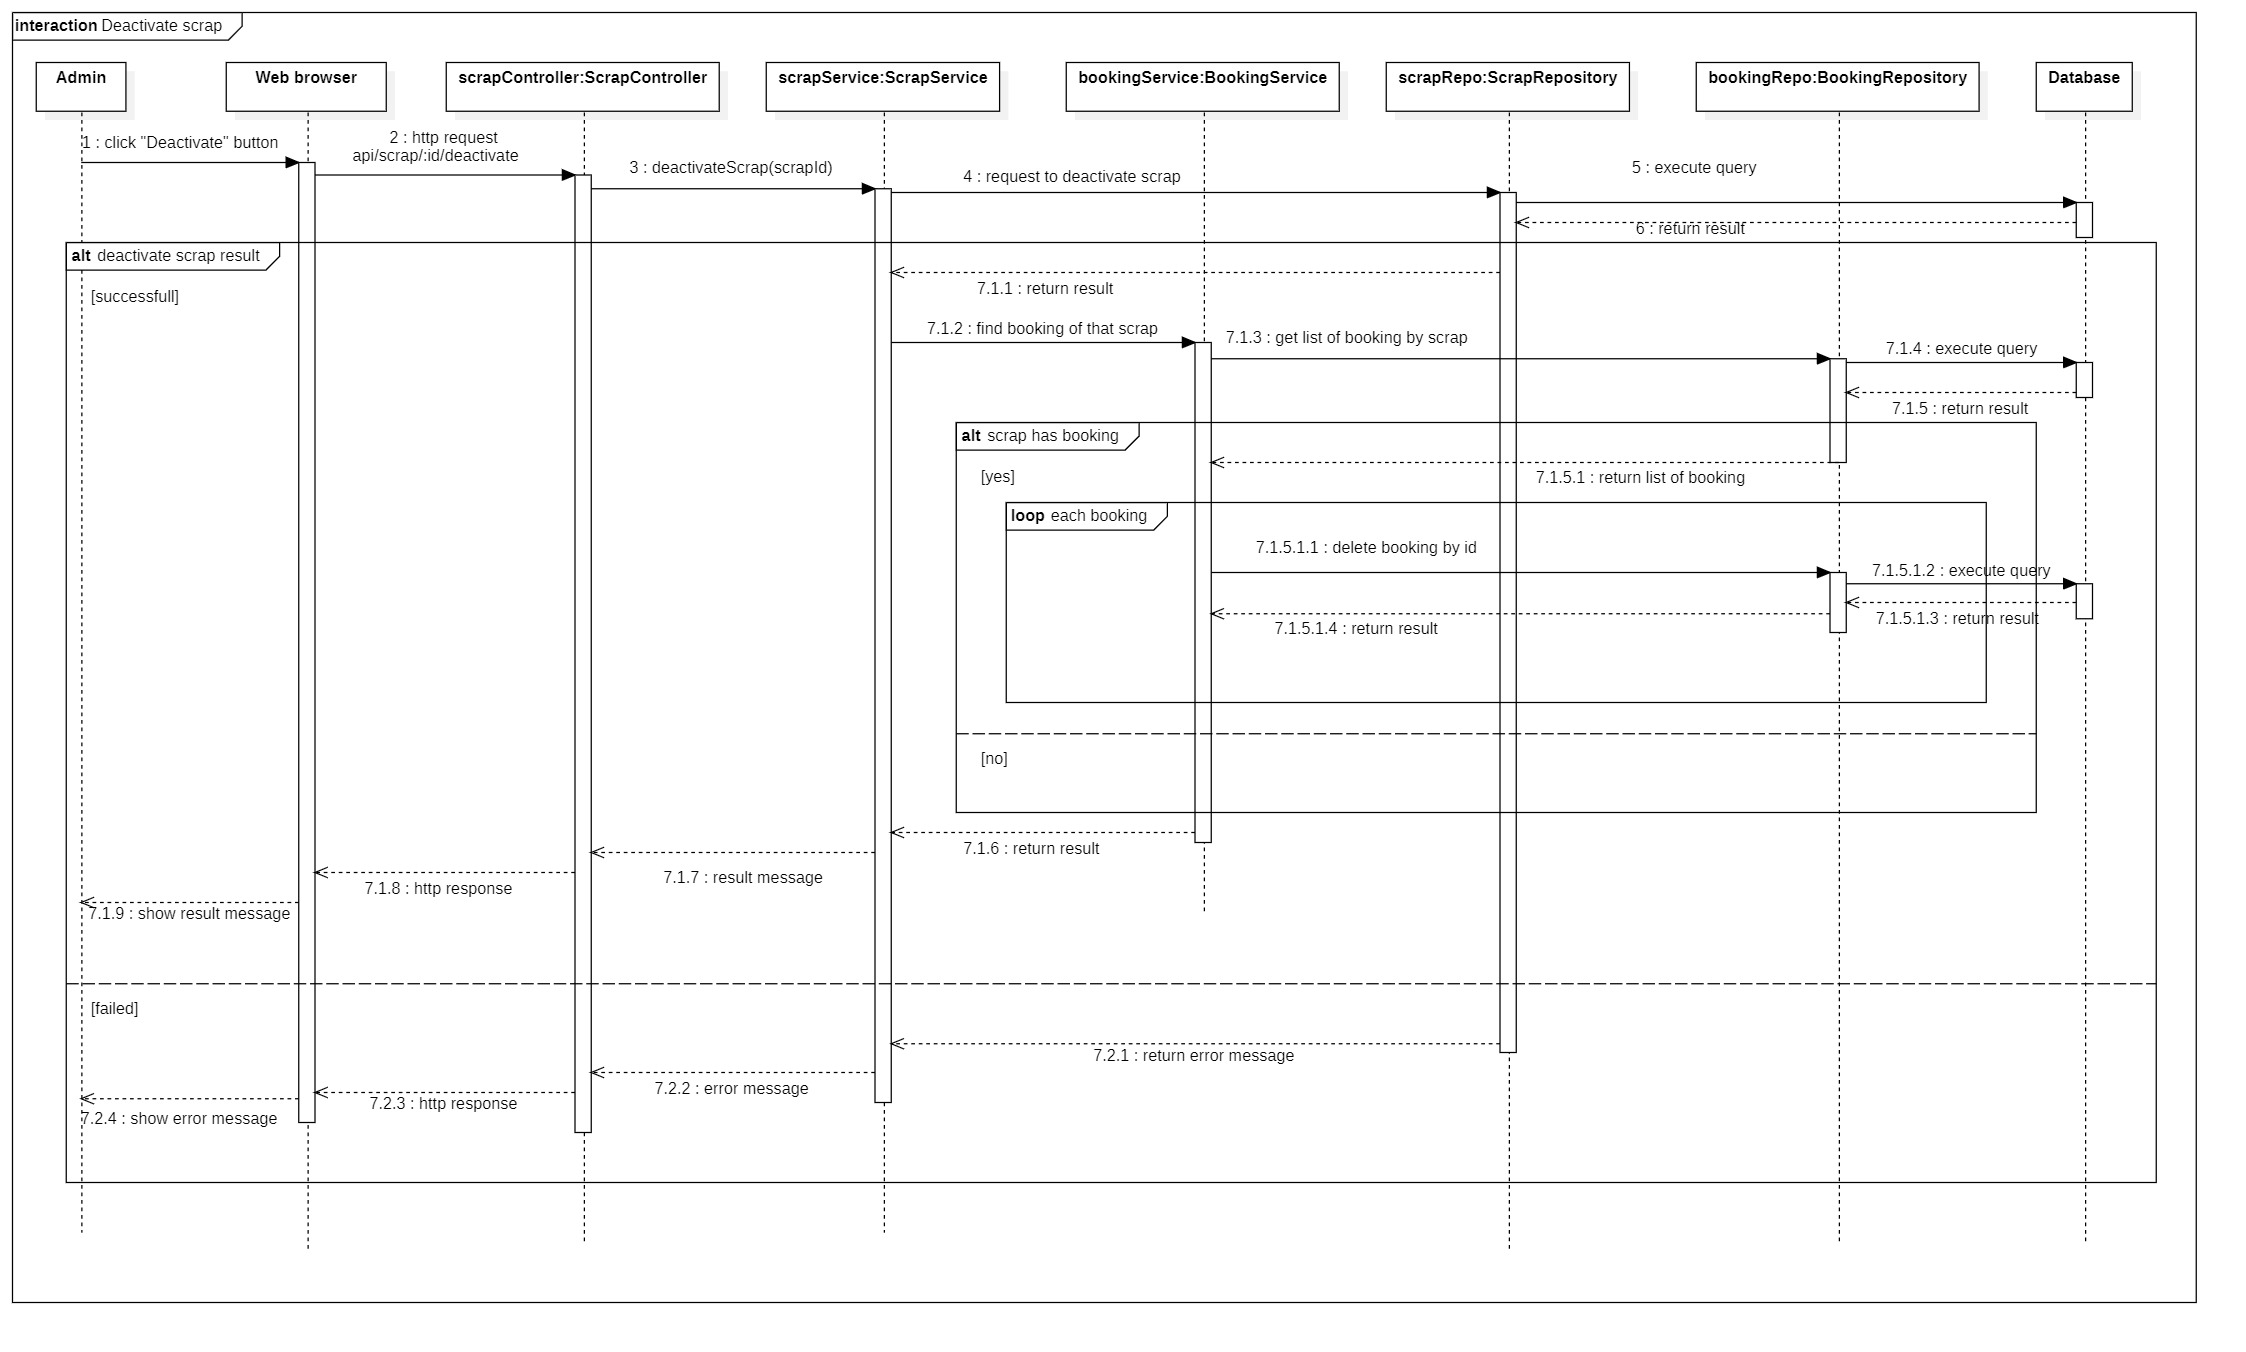 interaction Deactivate scrap
Admin
Web browser
scrapController:ScrapController
scrapService:ScrapService
bookingService:BookingService
scrapRepo:ScrapRepository
bookingRepo:BookingRepository
Database
1 : click "Deactivate" button
2 : http request
api/scrap/:id/deactivate
3 : deactivateScrap(scrapId)
4 : request to deactivate scrap
5 : execute query
6 : return result
alt deactivate scrap result
[successfull]
7.1.1 : return result
7.1.2 : find booking of that scrap
7.1.3 : get list of booking by scrap
7.1.4 : execute query
7.1.5 : return result
alt scrap has booking
[yes]
7.1.5.1 : return list of booking
loop each booking
7.1.5.1.1 : delete booking by id
7.1.5.1.2 : execute query
7.1.5.1.3 : return result
7.1.5.1.4 : return result
[no]
7.1.6 : return result
7.1.7 : result message
7.1.8 : http response
7.1.9 : show result message
[failed]
7.2.1 : return error message
7.2.2 : error message
7.2.3 : http response
7.2.4 : show error message